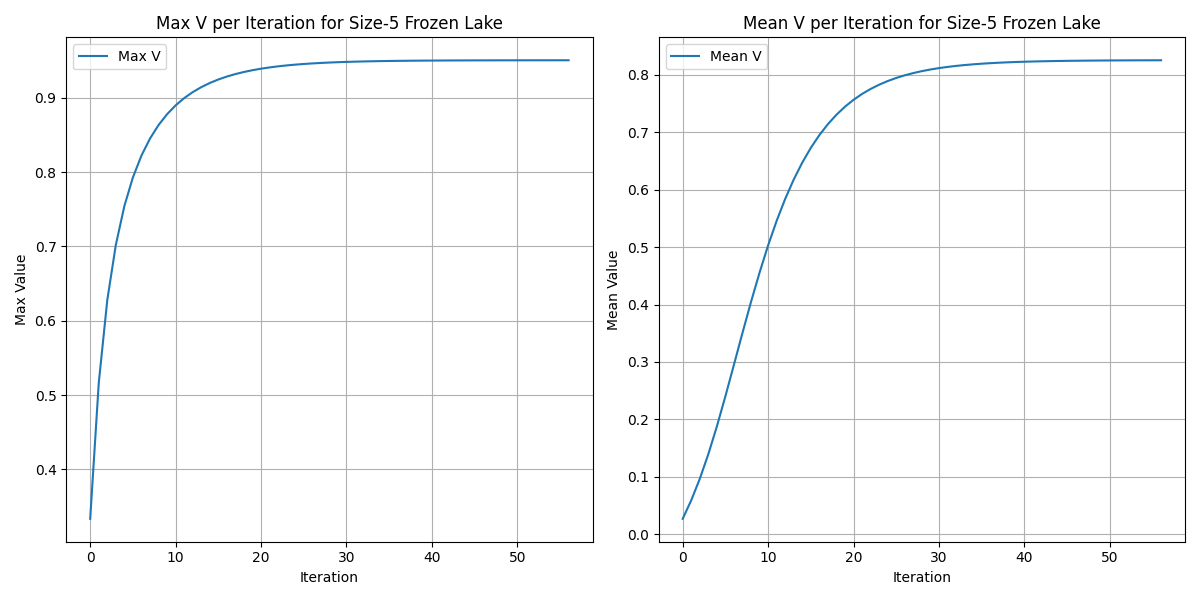 Max V per Iteration for Size-5 Frozen Lake
Max V
0.9
0.8
0.7
0.6
0.5
0.4
Max Value
0 10 20 30 40 50
Iteration
Mean V per Iteration for Size-5 Frozen Lake
Mean V
0.8
0.7
0.6
0.5
0.4
0.3
0.2
0.1
0.0
Mean Value
0 10 20 30 40 50
Iteration